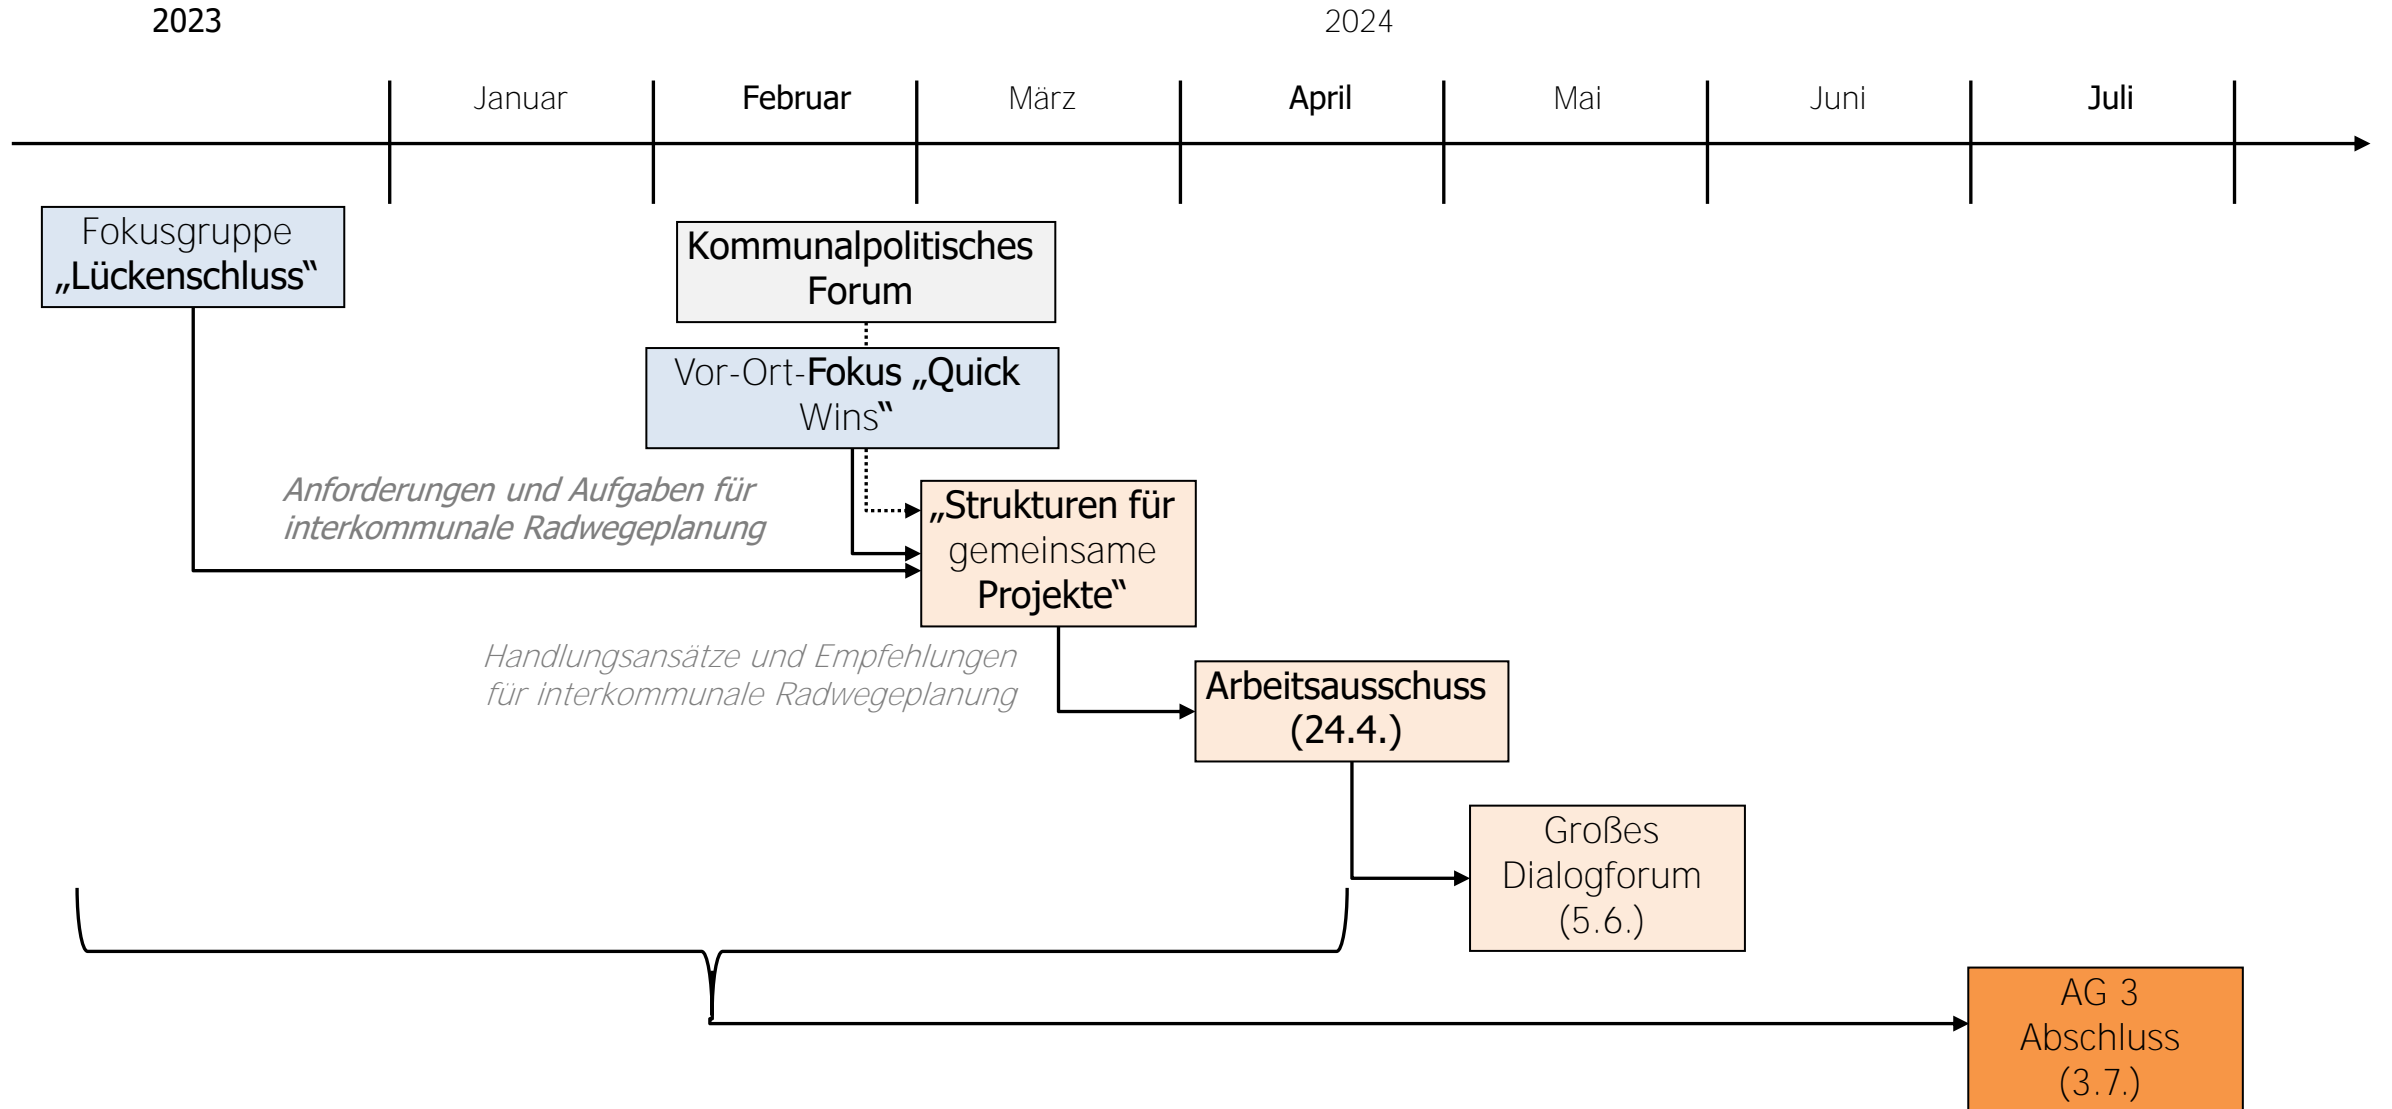 2023
2024
Januar
Februar
März
April
Mai
Juni
Juli
Fokusgruppe
„Lückenschluss“
Kommunalpolitisches
Forum
Vor-Ort-Fokus „Quick
Wins“
Anforderungen und Aufgaben für
interkommunale Radwegeplanung
„Strukturen für
gemeinsame
Projekte“
Handlungsansätze und Empfehlungen
für interkommunale Radwegeplanung
Arbeitsausschuss
(24.4.)
Großes
Dialogforum
(5.6.)
AG 3
Abschluss
(3.7.)